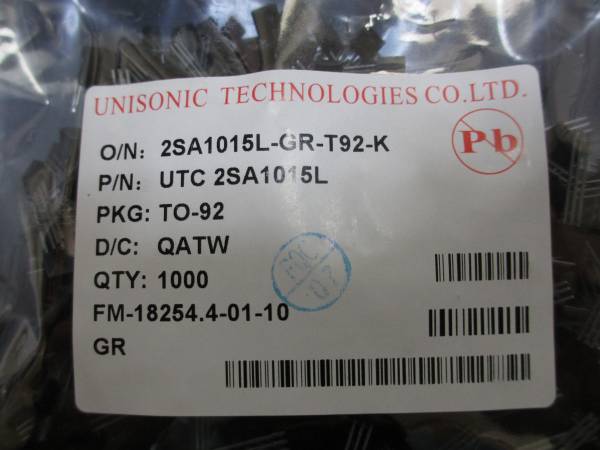 UNISONIC TECHNOLOGIES CO.LTD.
O/N: 2SA1015L-GR-T92-K
Pb
P/N: UTC 2SA1015L
PKG: TO-92
D/C: QATW
QTY: 1000
FM-18254.4-01-10
GR
07